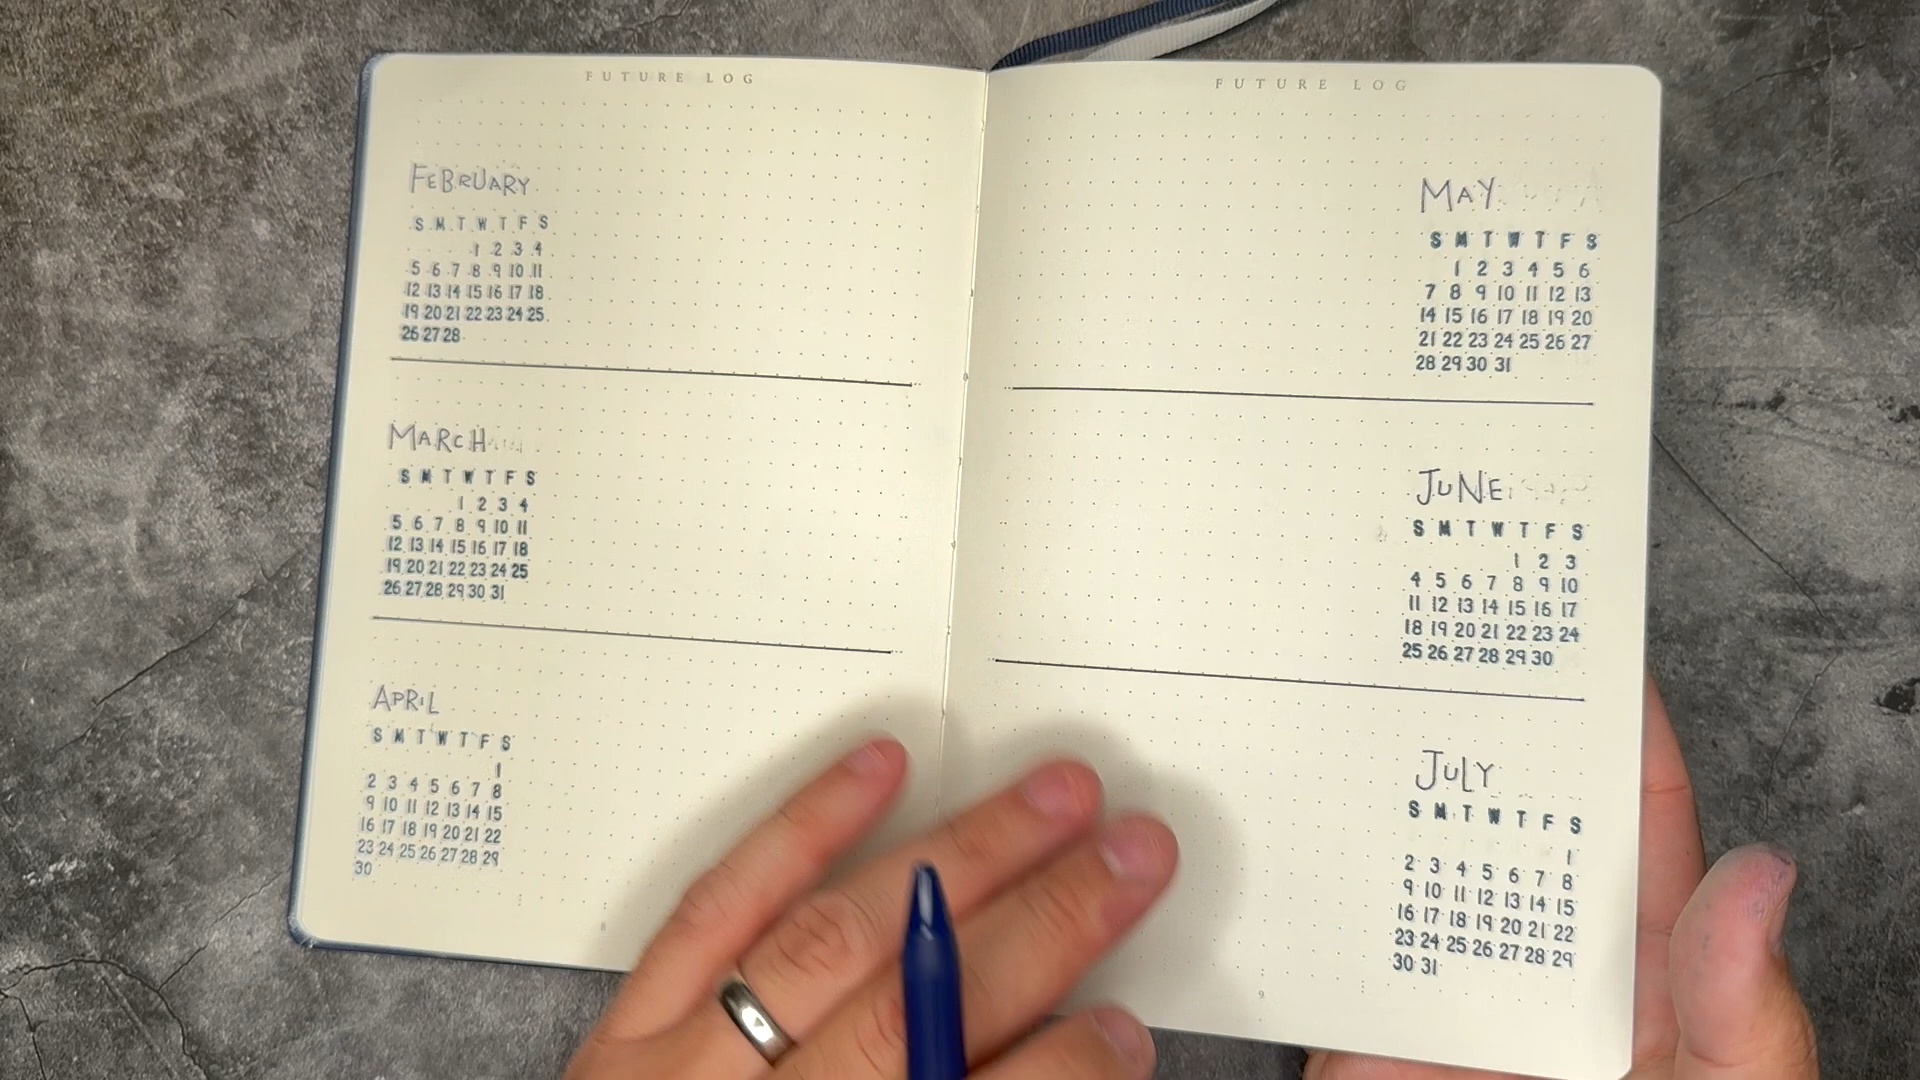 FUTURE LOG
FEBRUARY
S M T W T F S
1 2 3 4
5 6 7 8 9 10 11
12 13 14 15 16 17 18
19 20 21 22 23 24 25
26 27 28
MARCH
S M T W T F S
1 2 3 4
5 6 7 8 9 10 11
12 13 14 15 16 17 18
19 20 21 22 23 24 25
26 27 28 29 30 31
APRIL
S M T W T F S
1
2 3 4 5 6 7 8
9 10 11 12 13 14 15
16 17 18 19 20 21 22
23 24 25 26 27 28 29
30
FUTURE LOG
MAY
S M T W T F S
1 2 3 4 5 6
7 8 9 10 11 12 13
14 15 16 17 18 19 20
21 22 23 24 25 26 27
28 29 30 31
JUNE
S M T W T F S
1 2 3
4 5 6 7 8 9 10
11 12 13 14 15 16 17
18 19 20 21 22 23 24
25 26 27 28 29 30
JULY
S M T W T F S
1
2 3 4 5 6 7 8
9 10 11 12 13 14 15
16 17 18 19 20 21 22
23 24 25 26 27 28 29
30 31
9